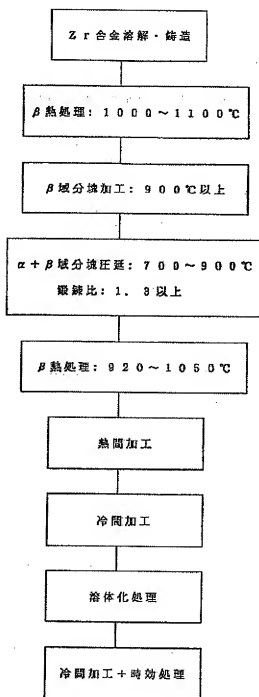 Zr合金溶解・鋳造
β熱処理：1000～1100℃
β域分塊加工：900℃以上
α+β域分塊圧延：700～900℃
鍛錬比：1．3以上
β熱処理：920～1050℃
熱間加工
冷間加工
溶体化処理
冷間加工+時効処理